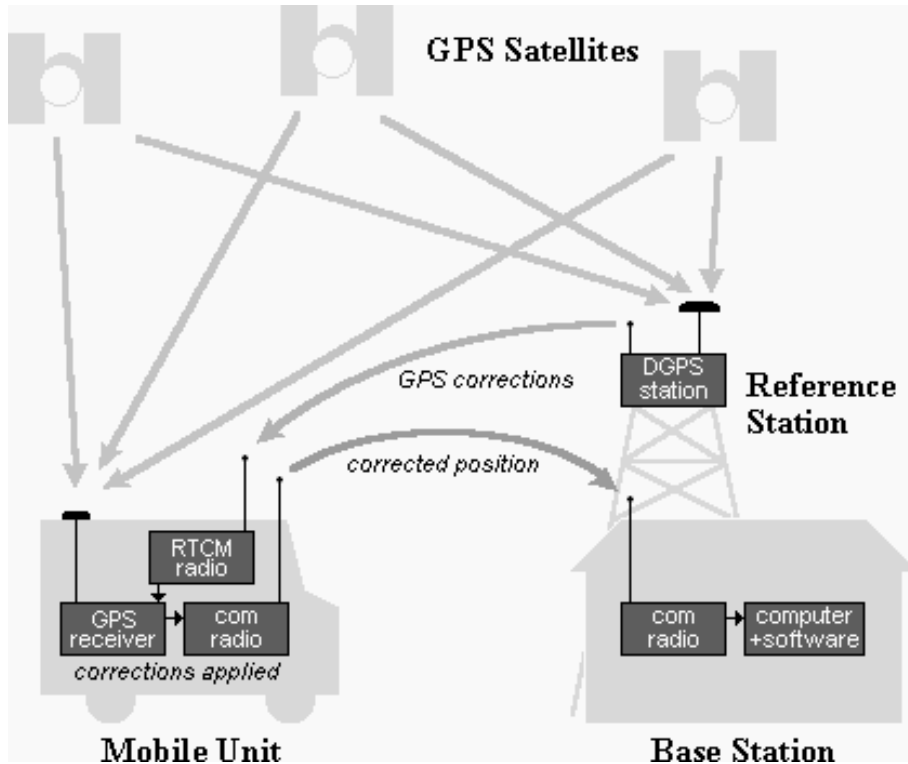 GPS Satellites
DGPS
station
GPS corrections
Reference
Station
corrected position
RTCM
radio
GPS
receiver
com
radio
corrections applied
com
radio
computer
+software
Mobile Unit
Base Station